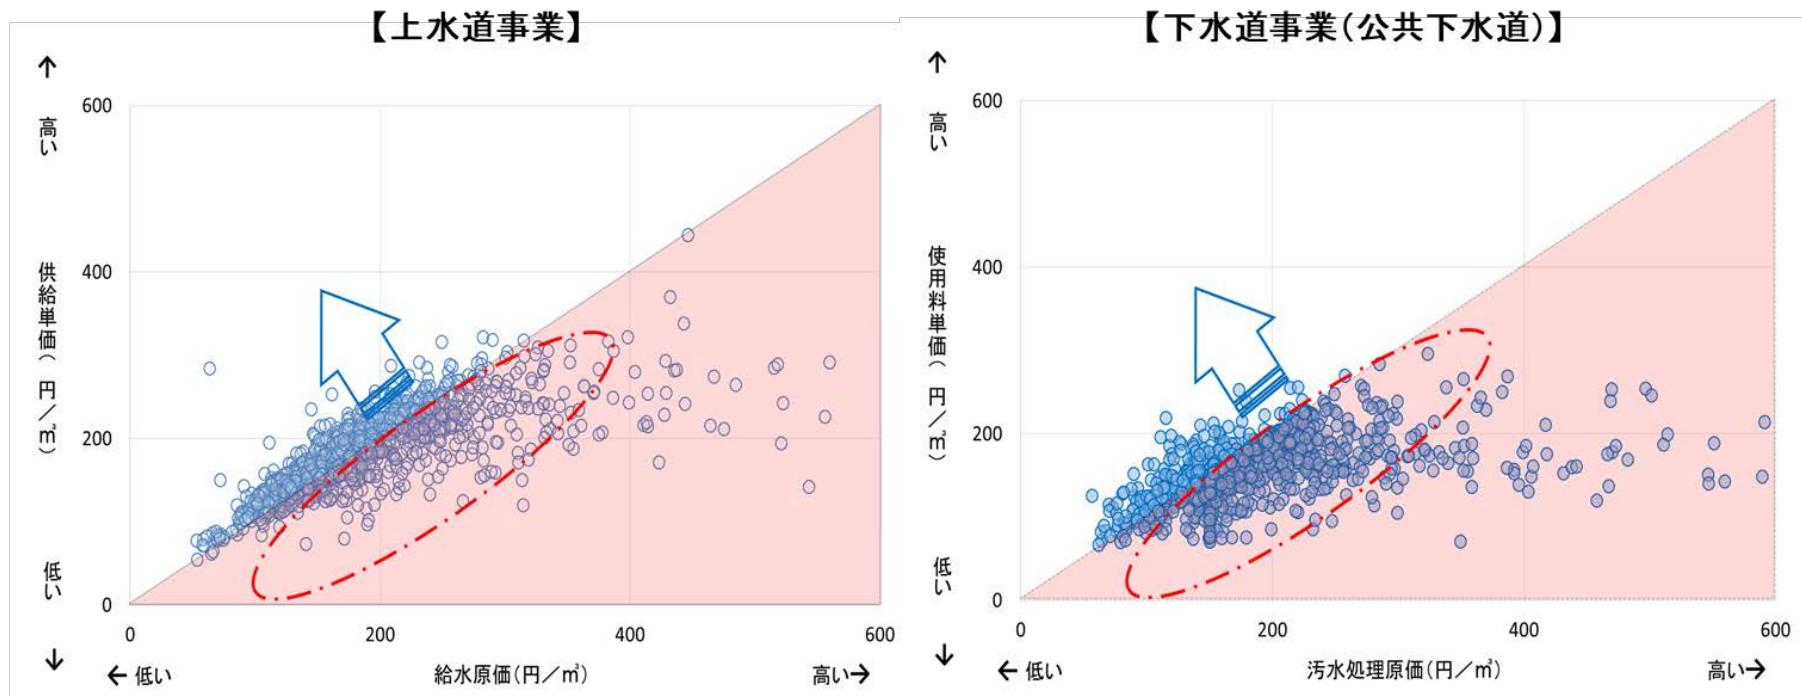 【上水道事業】
↑
高い
供給単価（円／㎥）
低い
↓
600
400
200
0
0 200 400 600
← 低い 給水原価（円／㎥） 高い→
【下水道事業（公共下水道）】
↑
高い
使用料単価（円／㎥）
低い
↓
600
400
200
0
0 200 400 600
← 低い 汚水処理原価（円／㎥） 高い→